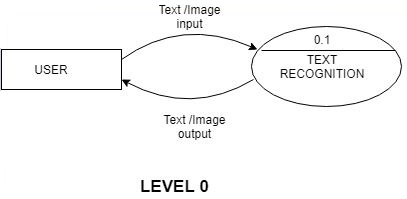 Text /Image
input
USER
0.1
TEXT
RECOGNITION
Text /Image
output
LEVEL 0